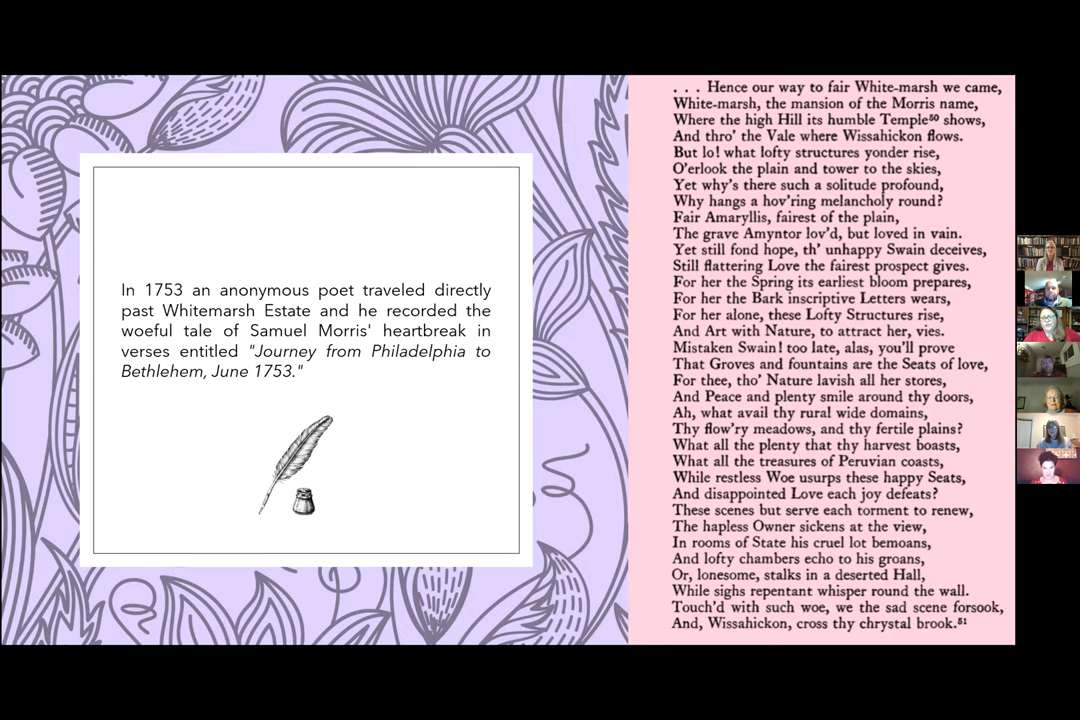 In 1753 an anonymous poet traveled directly
past Whitemarsh Estate and he recorded the
woeful tale of Samuel Morris' heartbreak in
verses entitled "Journey from Philadelphia to
Bethlehem, June 1753."
. . . Hence our way to fair White-marsh we came,
White-marsh, the mansion of the Morris name,
Where the high Hill its humble Temple⁵⁰ shows,
And thro' the Vale where Wissahickon flows.
But lo! what lofty structures yonder rise,
O'erlook the plain and tower to the skies,
Yet why's there such a solitude profound,
Why hangs a hov'ring melancholy round?
Fair Amaryllis, fairest of the plain,
The grave Amyntor lov'd, but loved in vain.
Yet still fond hope, th' unhappy Swain deceives,
Still flattering Love the fairest prospect gives.
For her the Spring its earliest bloom prepares,
For her the Bark inscriptive Letters wears,
For her alone, these Lofty Structures rise,
And Art with Nature, to attract her, vies.
Mistaken Swain! too late, alas, you'll prove
That Groves and fountains are the Seats of love,
For thee, tho' Nature lavish all her stores,
And Peace and plenty smile around thy doors,
Ah, what avail thy rural wide domains,
Thy flow'ry meadows, and thy fertile plains?
What all the plenty that thy harvest boasts,
What all the treasures of Peruvian coasts,
While restless Woe usurps these happy Seats,
And disappointed Love each joy defeats?
These scenes but serve each torment to renew,
The hapless Owner sickens at the view,
In rooms of State his cruel lot bemoans,
And lofty chambers echo to his groans,
Or, lonesome, stalks in a deserted Hall,
While sighs repentant whisper round the wall.
Touch'd with such woe, we the sad scene forsook,
And, Wissahickon, cross thy chrystal brook.⁵¹